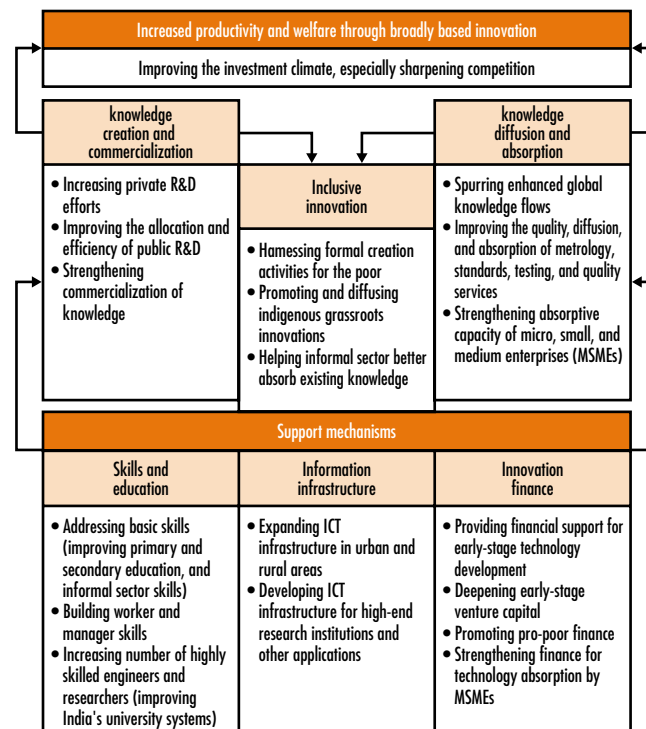 Increased productivity and welfare through broadly based innovation
Improving the investment climate, especially sharpening competition
knowledge
creation and
commercialization
• Increasing private R&D
efforts
• Improving the allocation and
efficiency of public R&D
• Strengthening
commercialization of
knowledge
Inclusive
innovation
• Harnessing formal creation
activities for the poor
• Promoting and diffusing
indigenous grassroots
innovations
• Helping informal sector better
absorb existing knowledge
knowledge
diffusion and
absorption
• Spurring enhanced global
knowledge flows
• Improving the quality, diffusion,
and absorption of metrology,
standards, testing, and quality
services
• Strengthening absorptive
capacity of micro, small, and
medium enterprises (MSMEs)
Support mechanisms
Skills and
education
• Addressing basic skills
(improving primary and
secondary education, and
informal sector skills)
• Building worker and
manager skills
• Increasing number of highly
skilled engineers and
researchers (improving
India's university systems)
Information
infrastructure
• Expanding ICT
infrastructure in urban and
rural areas
• Developing ICT
infrastructure for high-end
research institutions and
other applications
Innovation
finance
• Providing financial support for
early-stage technology
development
• Deepening early-stage
venture capital
• Promoting pro-poor finance
• Strengthening finance for
technology absorption by
MSMEs